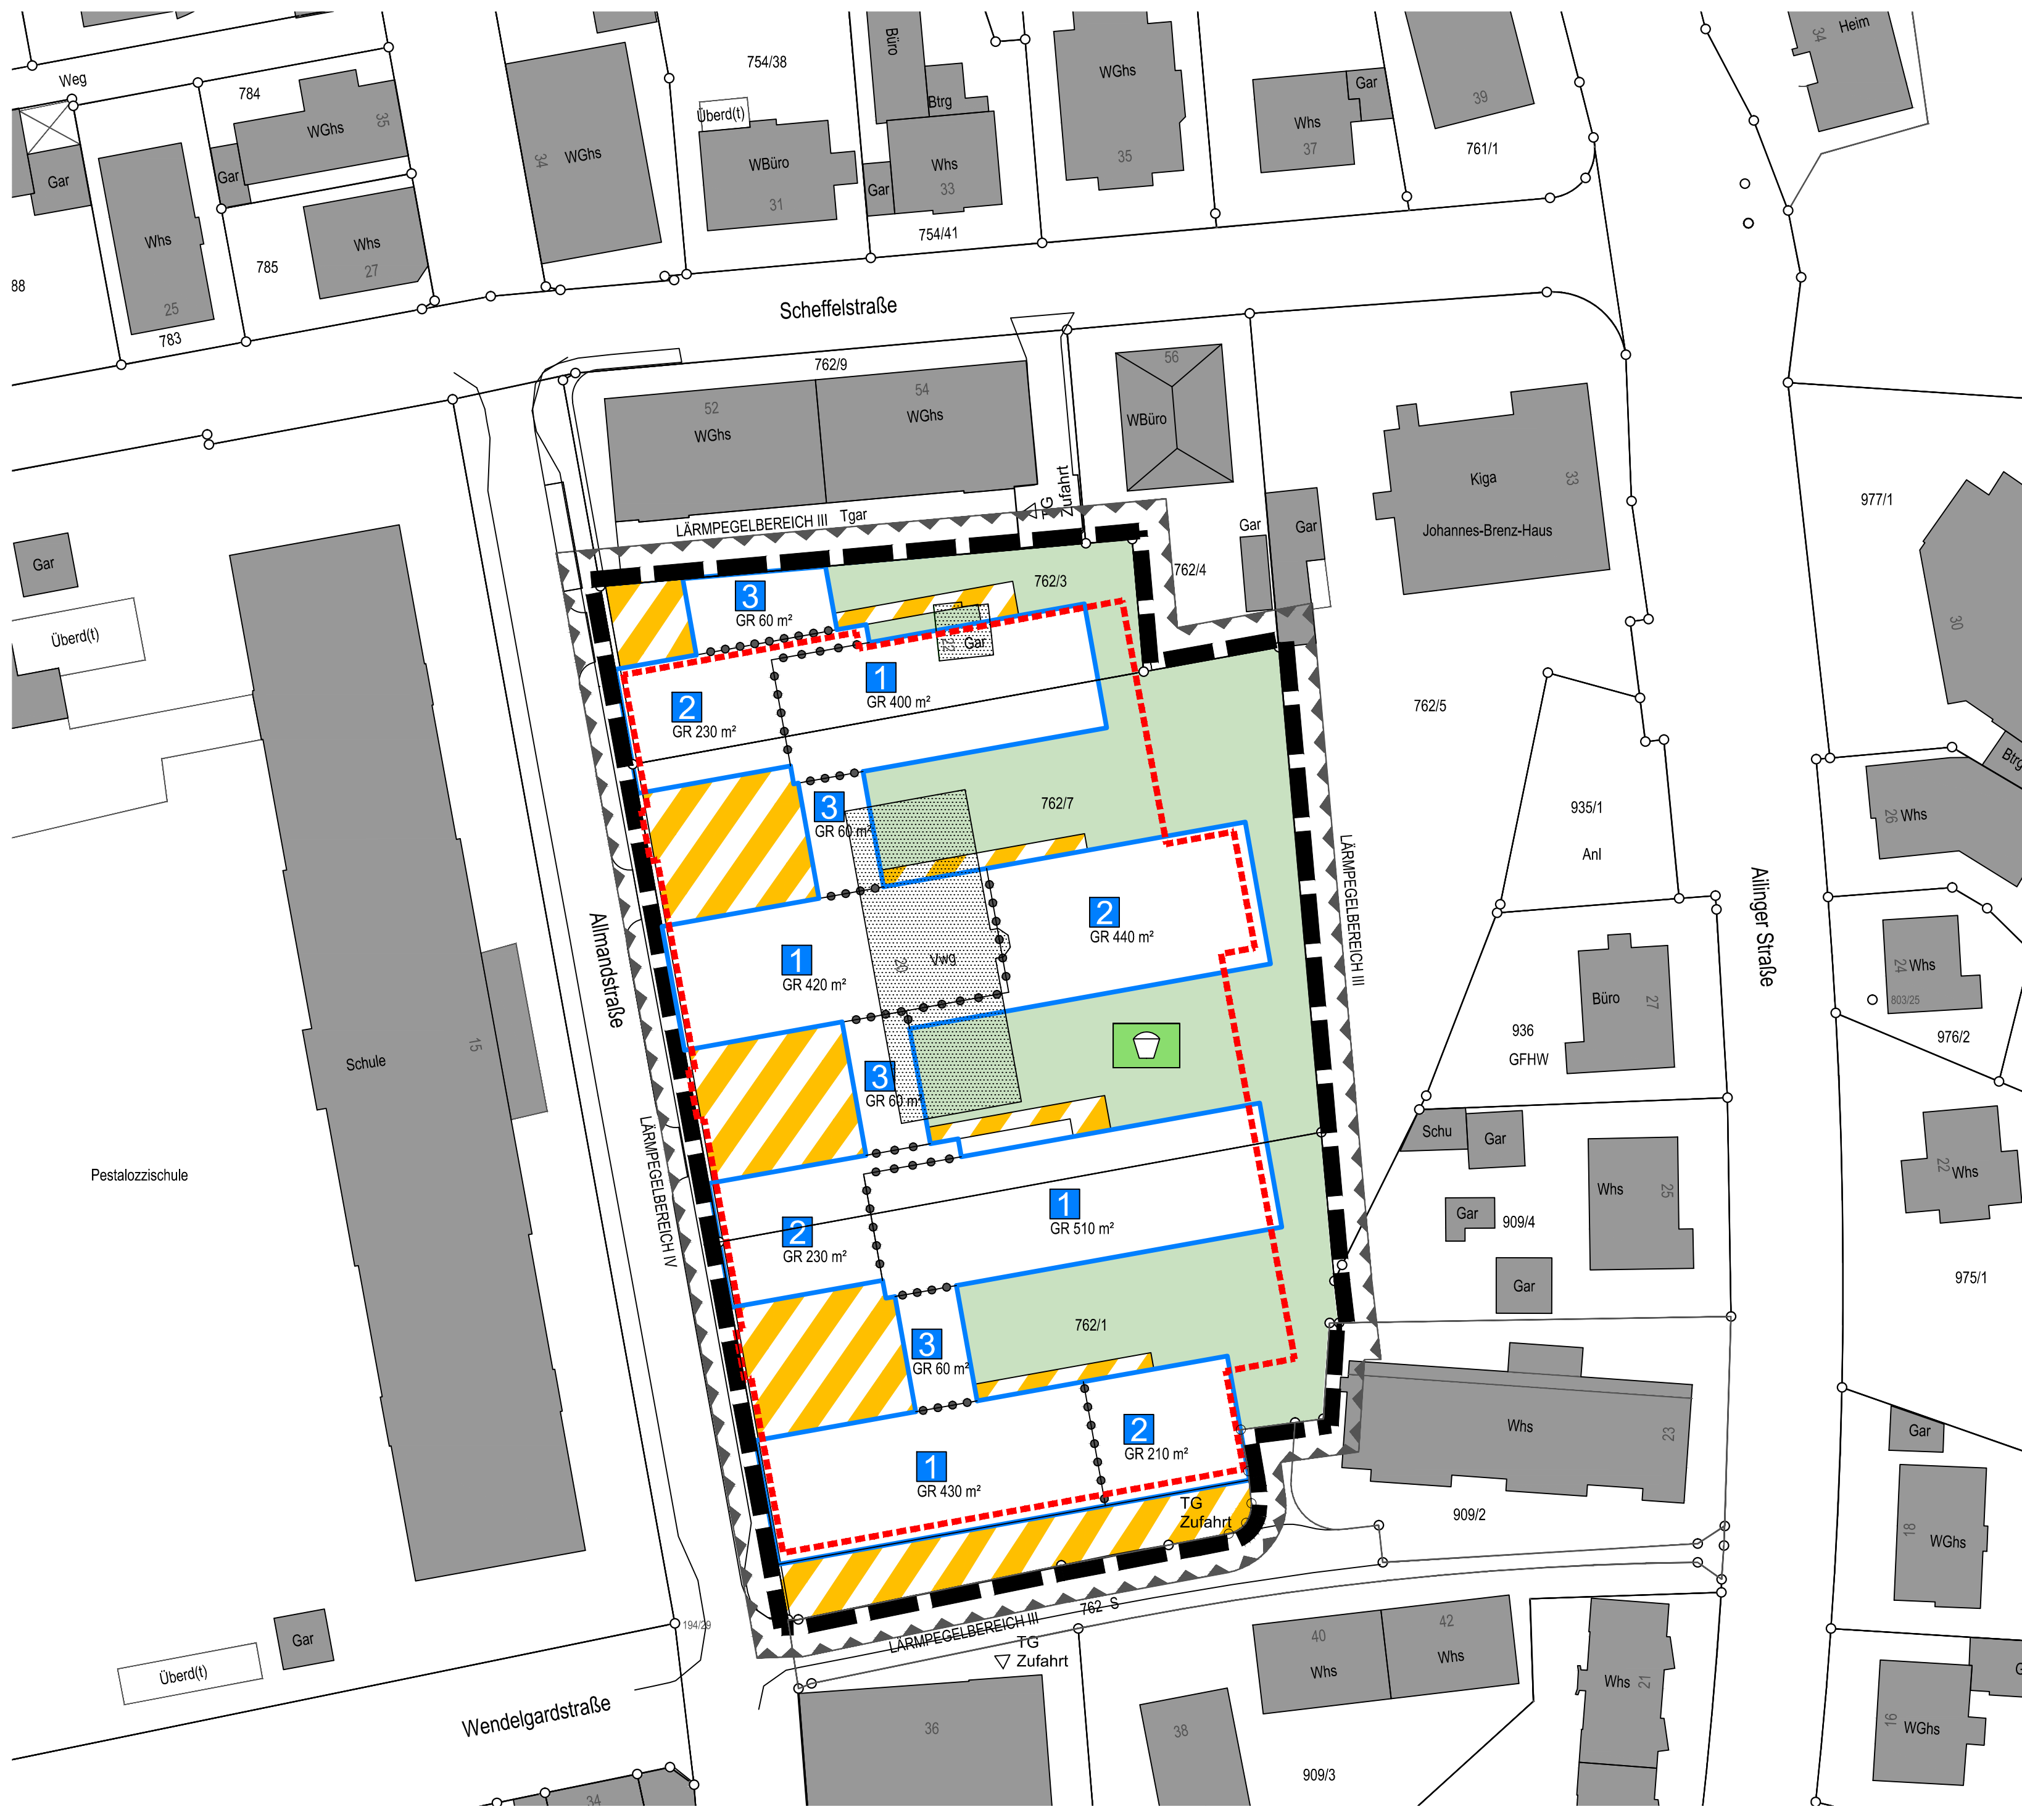 Weg
784
35
WGhs
Gar
Gar
Whs
25
783
785
Whs
27
88
34
WGhs
754/38
Überd(t)
WBüro
31
Büro
Btrg
Whs
33
Gar
754/41
WGhs
35
Gar
Whs
37
39
761/1
34
Heim
Scheffelstraße
762/9
52
WGhs
54
WGhs
56
WBüro
Kiga
33
Johannes-Brenz-Haus
977/1
30
Gar
Überd(t)
LÄRMPEGELBEREICH III
Tgar
TG
Zufahrt
Gar
Gar
762/4
3
GR 60 m²
762/3
22
Gar
1
GR 400 m²
2
GR 230 m²
762/5
3
GR 60 m²
762/7
935/1
Anl
26
Whs
Btrg
Ailinger Straße
Allmandstraße
LÄRMPEGELBEREICH III
2
GR 440 m²
1
GR 420 m²
20
Vwg
24
Whs
803/25
976/2
Büro
27
936
GFHW
Schule
15
3
GR 60 m²
Schu
Gar
Pestalozzischule
LÄRMPEGELBEREICH IV
1
GR 510 m²
2
GR 230 m²
Whs
25
Gar
909/4
Gar
22
Whs
975/1
3
GR 60 m²
762/1
Whs
23
Gar
2
GR 210 m²
1
GR 430 m²
TG
Zufahrt
909/2
18
WGhs
762
S
LÄRMPEGELBEREICH III
194/29
TG
Zufahrt
Gar
Überd(t)
40
Whs
42
Whs
Whs
21
16
WGhs
G
Wendelgardstraße
36
38
909/3
34